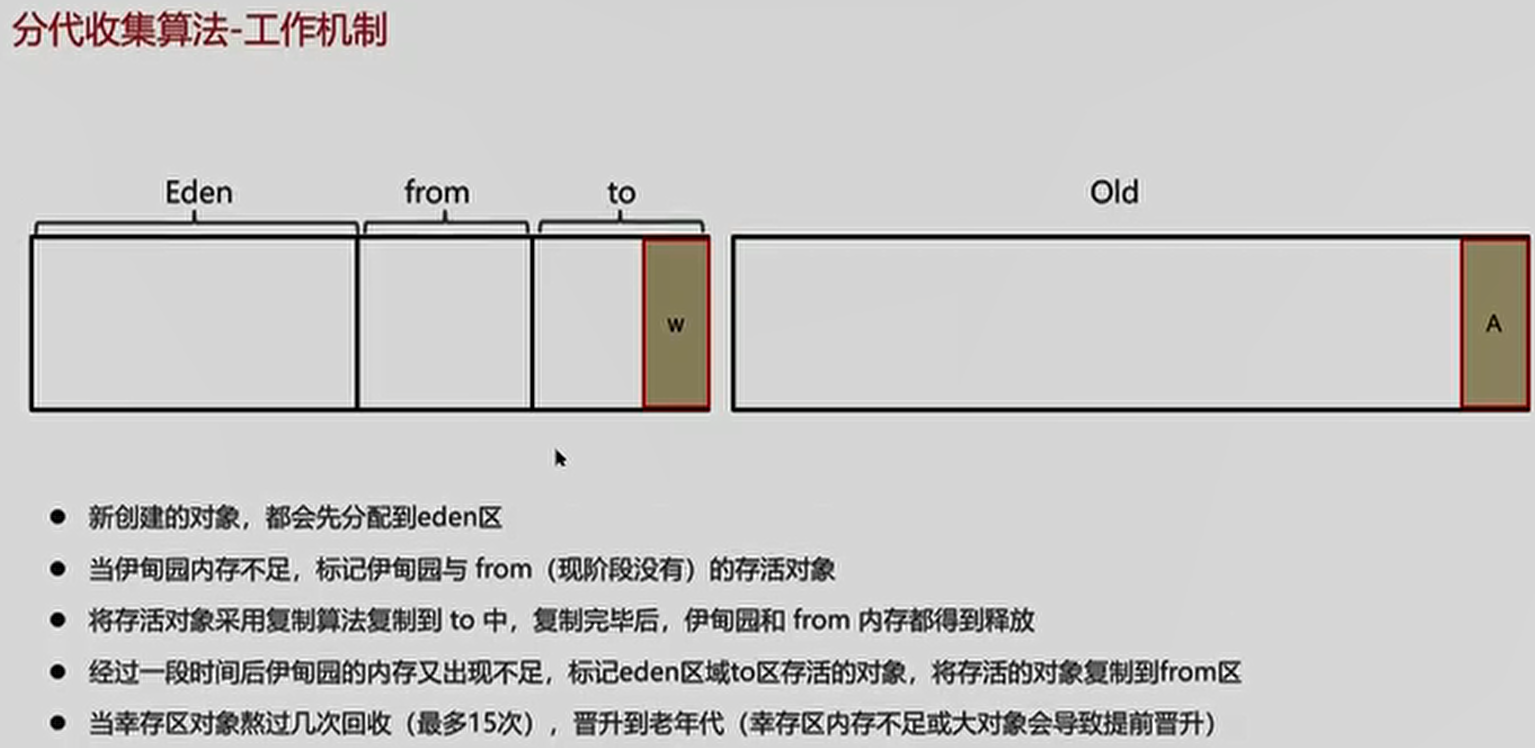 分代收集算法-工作机制
Eden from to Old
w A
● 新创建的对象，都会先分配到eden区
● 当伊甸园内存不足，标记伊甸园与 from（现阶段没有）的存活对象
● 将存活对象采用复制算法复制到 to 中，复制完毕后，伊甸园和 from 内存都得到释放
● 经过一段时间后伊甸园的内存又出现不足，标记eden区域to区存活的对象，将存活的对象复制到from区
● 当幸存区对象熬过几次回收（最多15次），晋升到老年代（幸存区内存不足或大对象会导致提前晋升）